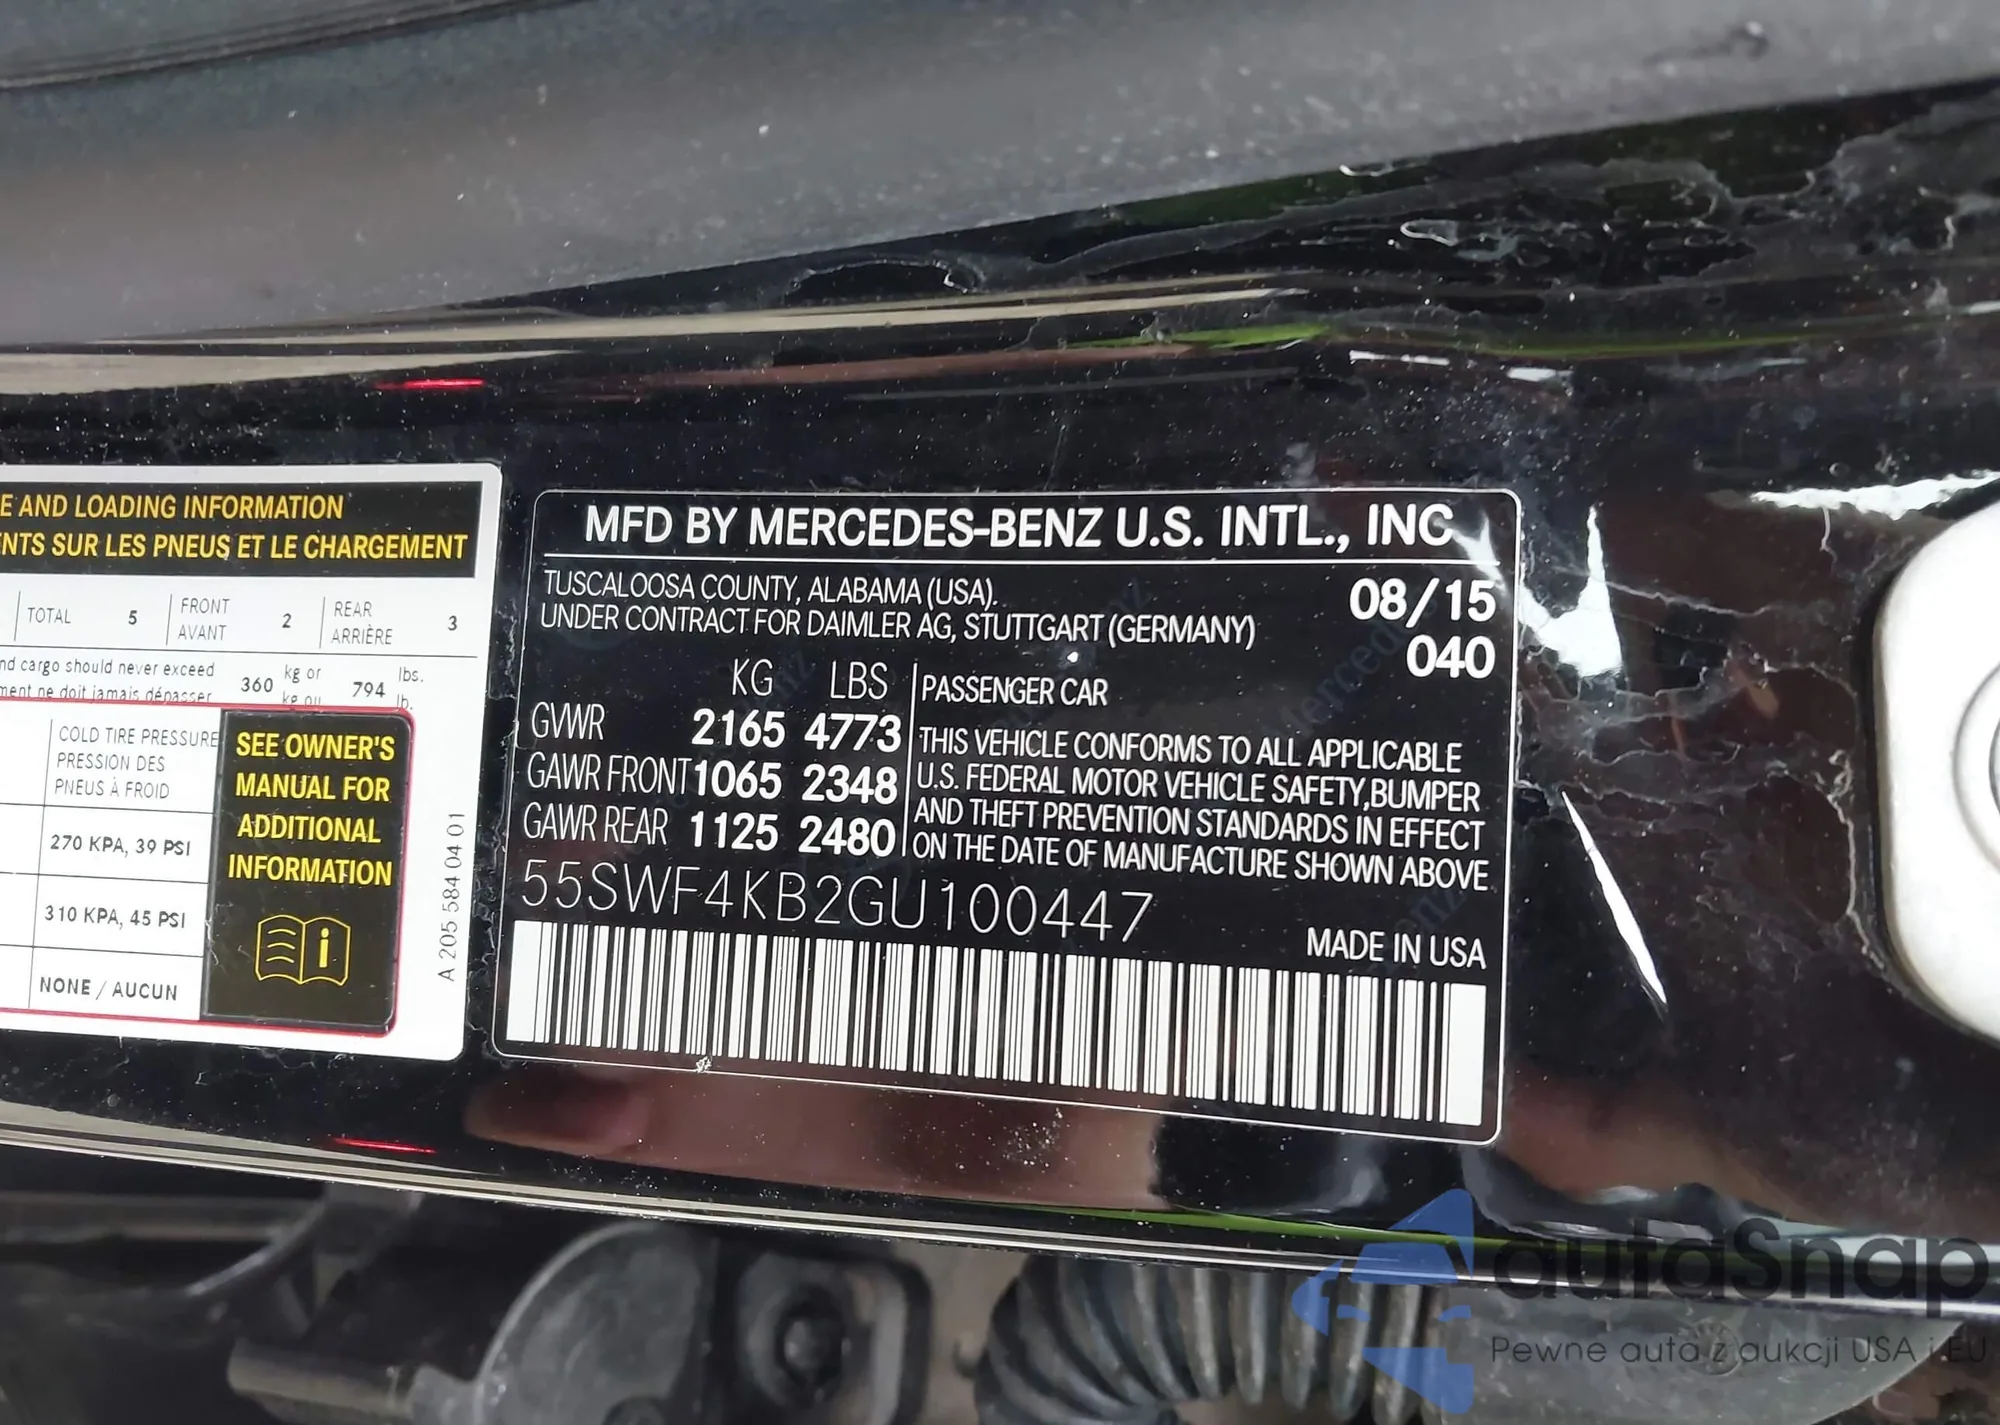 E AND LOADING INFORMATION
ENTS SUR LES PNEUS ET LE CHARGEMENT
TOTAL 5 FRONT AVANT 2 REAR ARRIÈRE 3
nd cargo should never exceed 360 kg or 794 lbs.
ment ne doit jamais dépasser kg ou lb.
COLD TIRE PRESSURE
PRESSION DES
PNEUS À FROID
270 KPA, 39 PSI
310 KPA, 45 PSI
NONE / AUCUN
SEE OWNER'S
MANUAL FOR
ADDITIONAL
INFORMATION
A 205 584 04 01
MFD BY MERCEDES-BENZ U.S. INTL., INC
TUSCALOOSA COUNTY, ALABAMA (USA).
UNDER CONTRACT FOR DAIMLER AG, STUTTGART (GERMANY)
08/15
040
KG LBS
GVWR 2165 4773
GAWR FRONT 1065 2348
GAWR REAR 1125 2480
PASSENGER CAR
THIS VEHICLE CONFORMS TO ALL APPLICABLE
U.S. FEDERAL MOTOR VEHICLE SAFETY,BUMPER
AND THEFT PREVENTION STANDARDS IN EFFECT
ON THE DATE OF MANUFACTURE SHOWN ABOVE
55SWF4KB2GU100447
MADE IN USA
autaSnap
Pewne auta z aukcji USA i EU